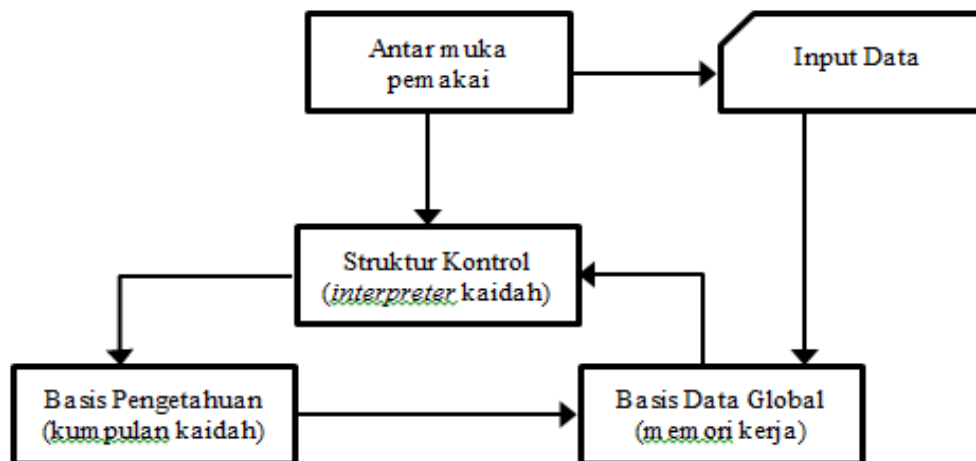 Antar muka
pemakai
Input Data
Struktur Kontrol
(interpreter kaidah)
Basis Pengetahuan
(kumpulan kaidah)
Basis Data Global
(memori kerja)